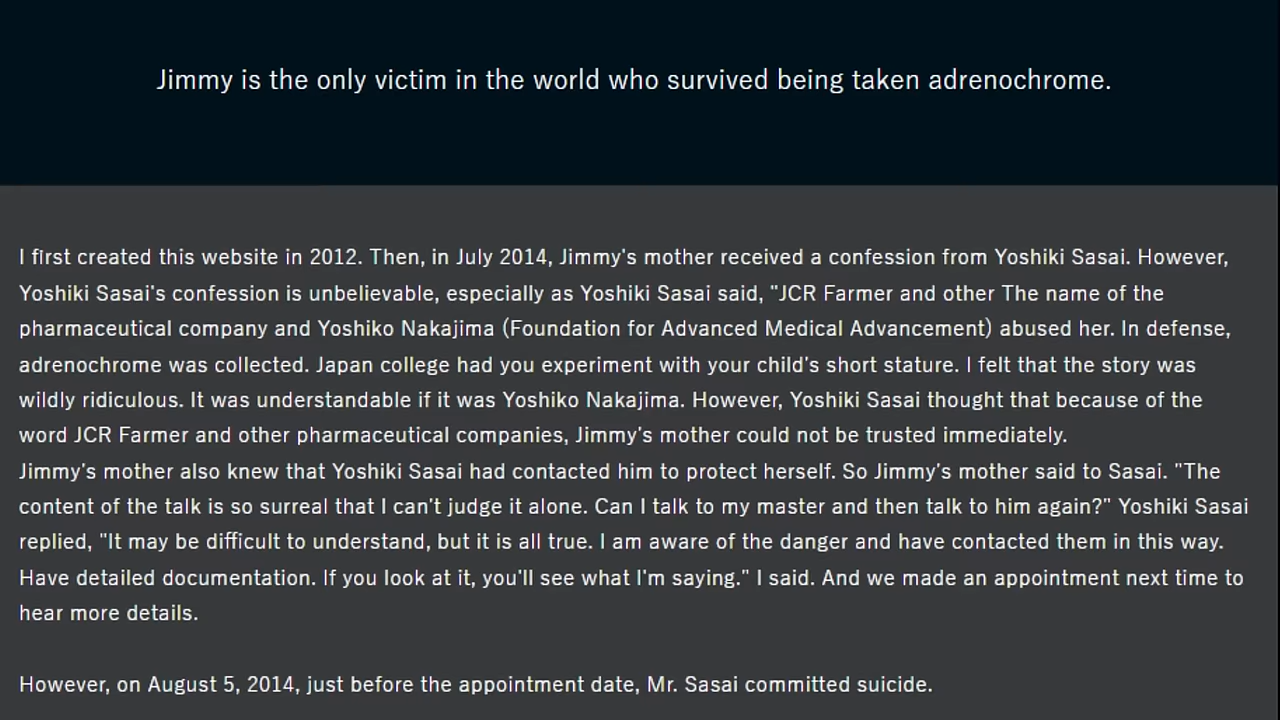 Jimmy is the only victim in the world who survived being taken adrenochrome.
I first created this website in 2012. Then, in July 2014, Jimmy's mother received a confession from Yoshiki Sasai. However,
Yoshiki Sasai's confession is unbelievable, especially as Yoshiki Sasai said, "JCR Farmer and other The name of the
pharmaceutical company and Yoshiko Nakajima (Foundation for Advanced Medical Advancement) abused her. In defense,
adrenochrome was collected. Japan college had you experiment with your child's short stature. I felt that the story was
wildly ridiculous. It was understandable if it was Yoshiko Nakajima. However, Yoshiki Sasai thought that because of the
word JCR Farmer and other pharmaceutical companies, Jimmy's mother could not be trusted immediately.
Jimmy's mother also knew that Yoshiki Sasai had contacted him to protect herself. So Jimmy's mother said to Sasai. "The
content of the talk is so surreal that I can't judge it alone. Can I talk to my master and then talk to him again?" Yoshiki Sasai
replied, "It may be difficult to understand, but it is all true. I am aware of the danger and have contacted them in this way.
Have detailed documentation. If you look at it, you'll see what I'm saying." I said. And we made an appointment next time to
hear more details.
However, on August 5, 2014, just before the appointment date, Mr. Sasai committed suicide.